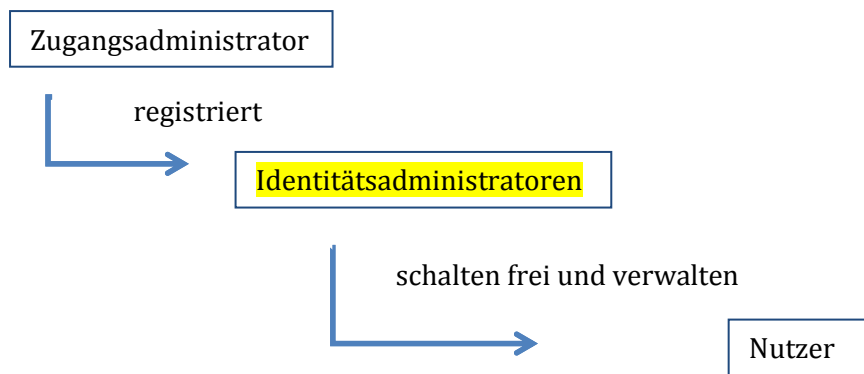 Zugangsadministrator
registriert
Identitätsadministratoren
schalten frei und verwalten
Nutzer